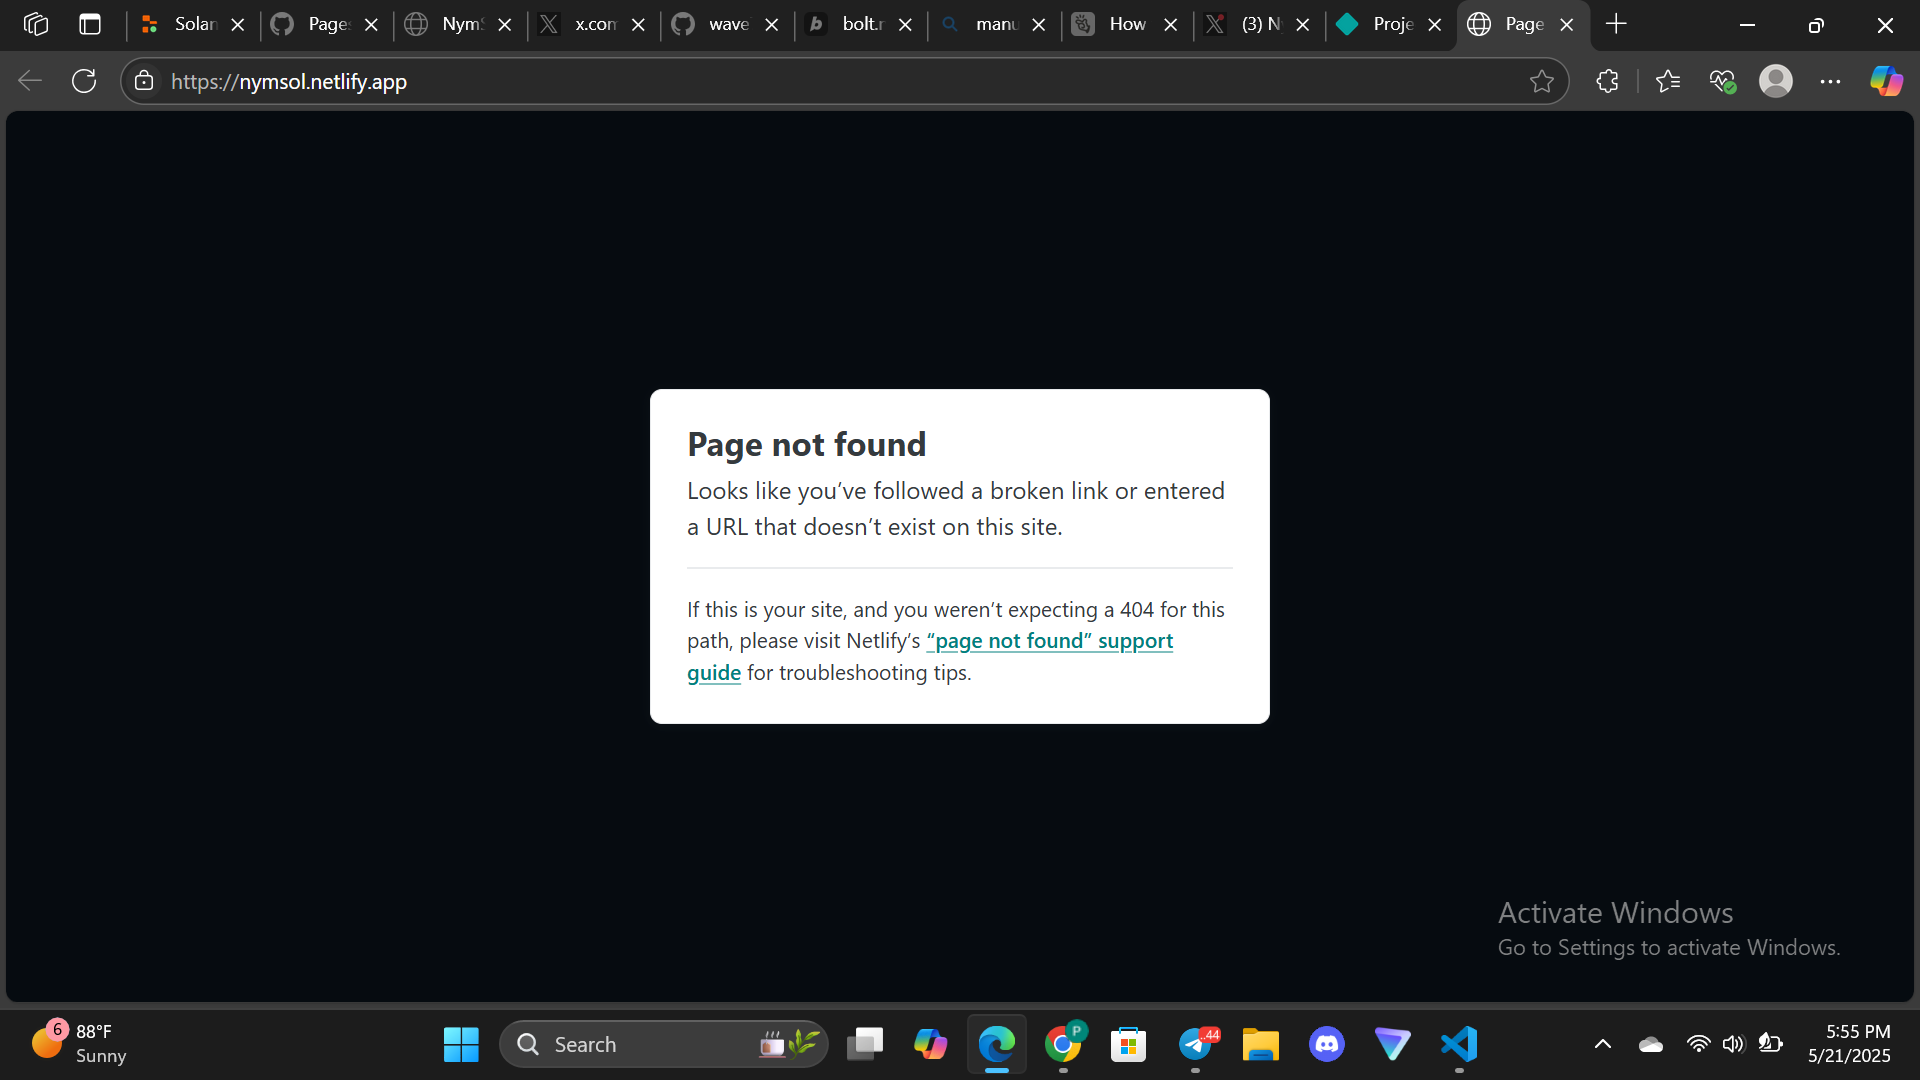 Solan
Pages
NymS
x.com
wave
bolt.n
manu
How
(3) N
Proje
Page
https://nymsol.netlify.app
Page not found
Looks like you’ve followed a broken link or entered
a URL that doesn’t exist on this site.
If this is your site, and you weren’t expecting a 404 for this
path, please visit Netlify’s “page not found” support
guide for troubleshooting tips.
Activate Windows
Go to Settings to activate Windows.
6
88°F
Sunny
Search
P
..44
5:55 PM
5/21/2025